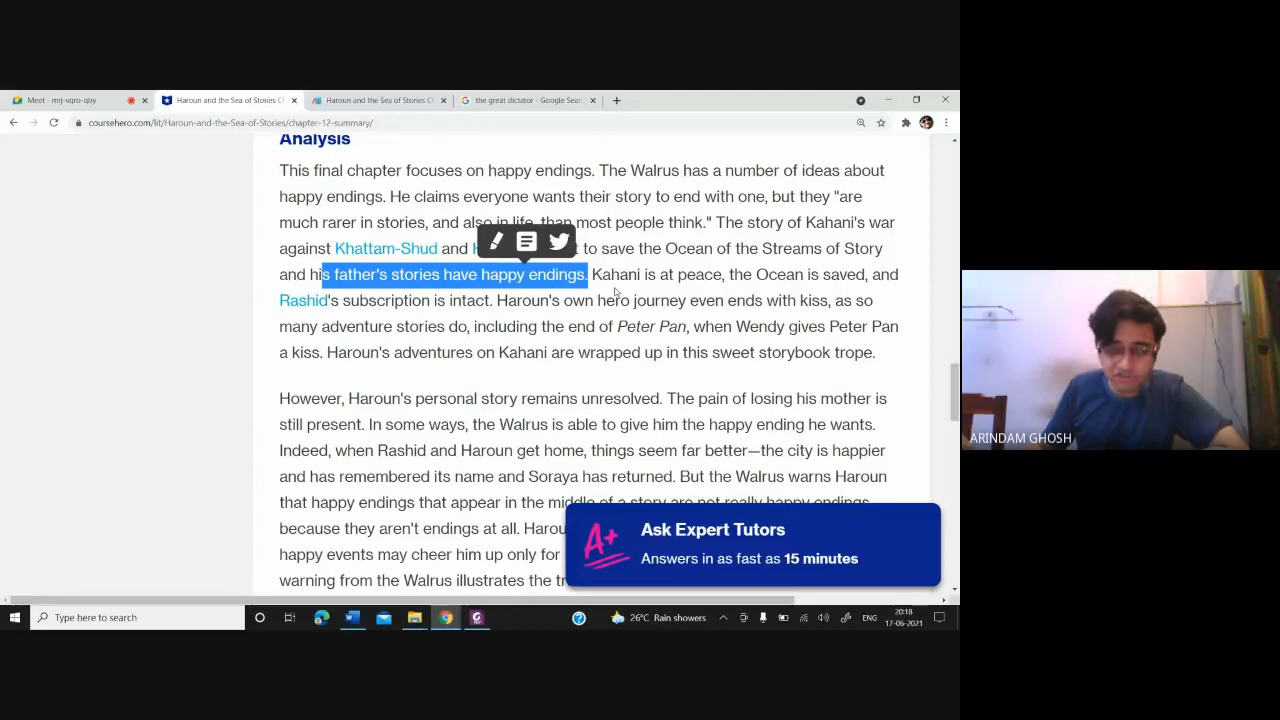 Meet - mrj-vqro-qby
Haroun and the Sea of Stories C
Haroun and the Sea of Stories C
the great dictator - Google Sear
coursehero.com/lit/Haroun-and-the-Sea-of-Stories/chapter-12-summary/
Analysis
This final chapter focuses on happy endings. The Walrus has a number of ideas about
happy endings. He claims everyone wants their story to end with one, but they "are
much rarer in stories, and also in life, than most people think." The story of Kahani's war
against Khattam-Shud and to save the Ocean of the Streams of Story
and his father's stories have happy endings. Kahani is at peace, the Ocean is saved, and
Rashid's subscription is intact. Haroun's own hero journey even ends with kiss, as so
many adventure stories do, including the end of Peter Pan, when Wendy gives Peter Pan
a kiss. Haroun's adventures on Kahani are wrapped up in this sweet storybook trope.
However, Haroun's personal story remains unresolved. The pain of losing his mother is
still present. In some ways, the Walrus is able to give him the happy ending he wants.
Indeed, when Rashid and Haroun get home, things seem far better—the city is happier
and has remembered its name and Soraya has returned. But the Walrus warns Haroun
that happy endings that appear in the middle of a story are not really happy endings
because they aren't endings at all.
happy events may cheer him up only for
warning from the Walrus illustrates the
A+
Ask Expert Tutors
Answers in as fast as 15 minutes
ARINDAM GHOSH
Type here to search
26°C Rain showers
ENG
20:18
17-06-2021